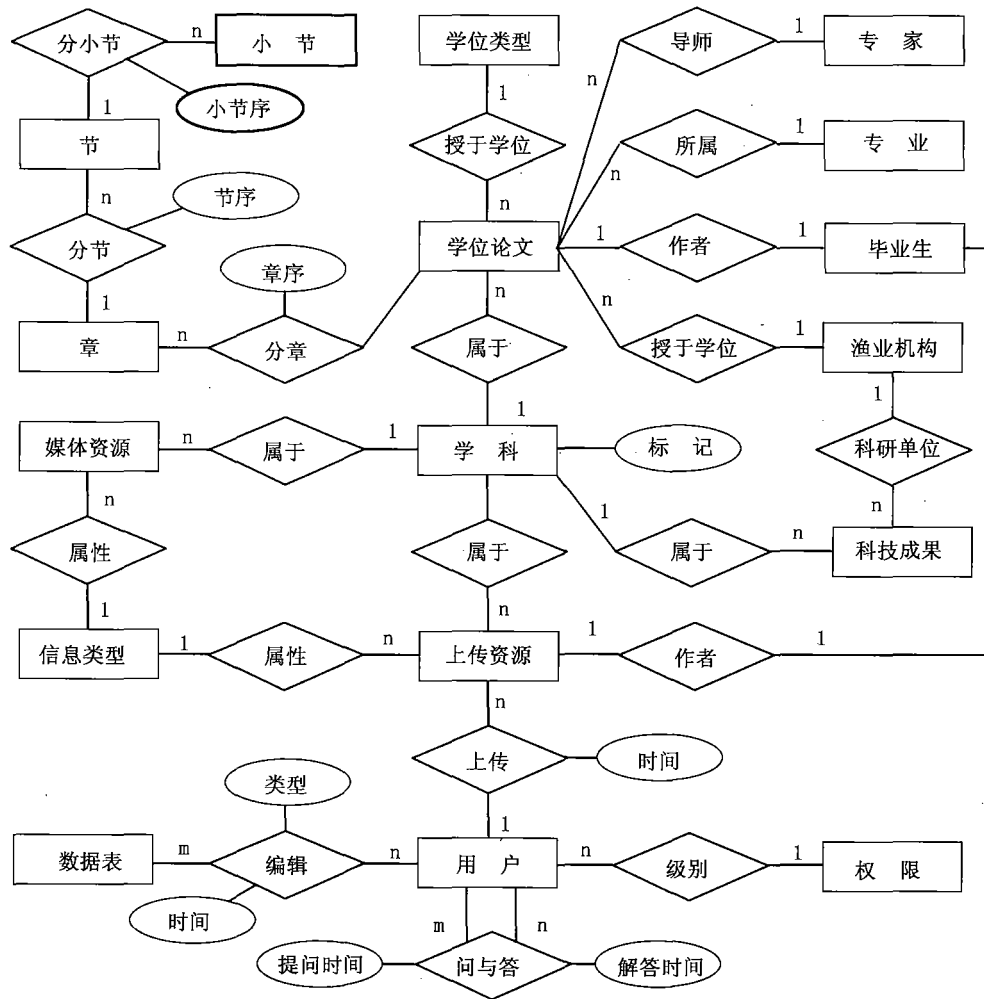 分小节
n
小 节
学位类型
导师
1
专 家
小节序
1
1
n
节
授于学位
所属
1
专 业
n
n
节序
n
分节
学位论文
1
作者
1
毕业生
章序
n
n
1
章
n
分章
属于
授于学位
1
渔业机构
1
1
媒体资源
n
属于
1
学 科
标 记
科研单位
n
1
n
属性
属于
属于
n
科技成果
1
n
信息类型
1
属性
n
上传资源
1
作者
1
n
上传
时间
类型
1
数据表
m
编辑
n
用 户
n
级别
1
权 限
时间
m
n
提问时间
问与答
解答时间